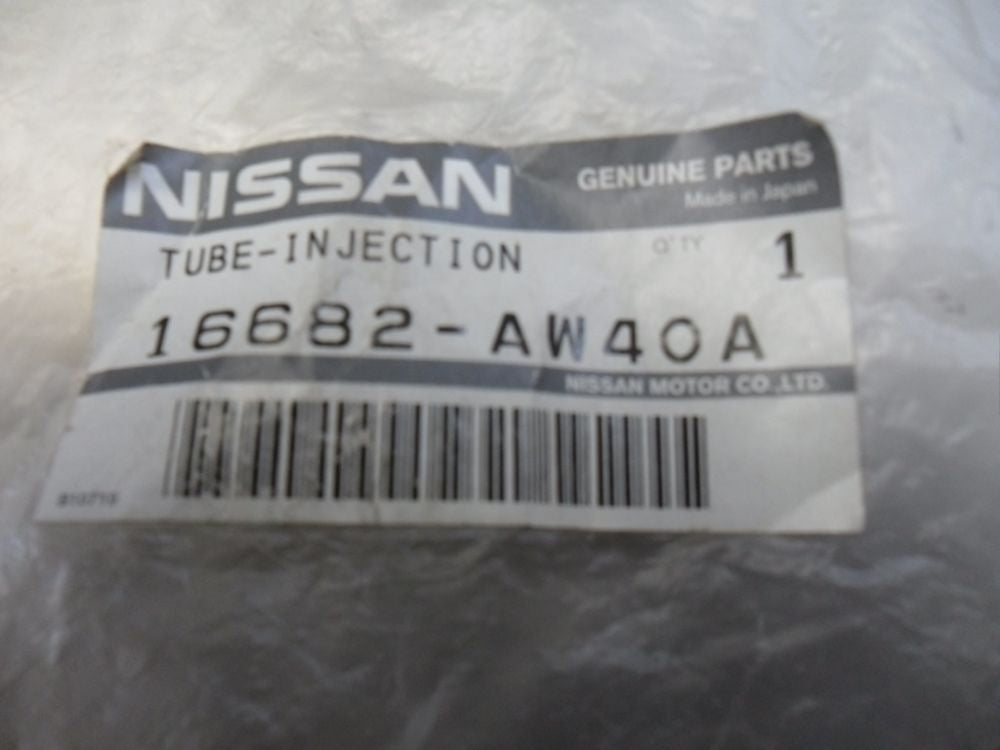 NISSAN
GENUINE PARTS
Made in Japan
TUBE-INJECTION
Q'TY 1
16682-AW40A
NISSAN MOTOR CO.,LTD.